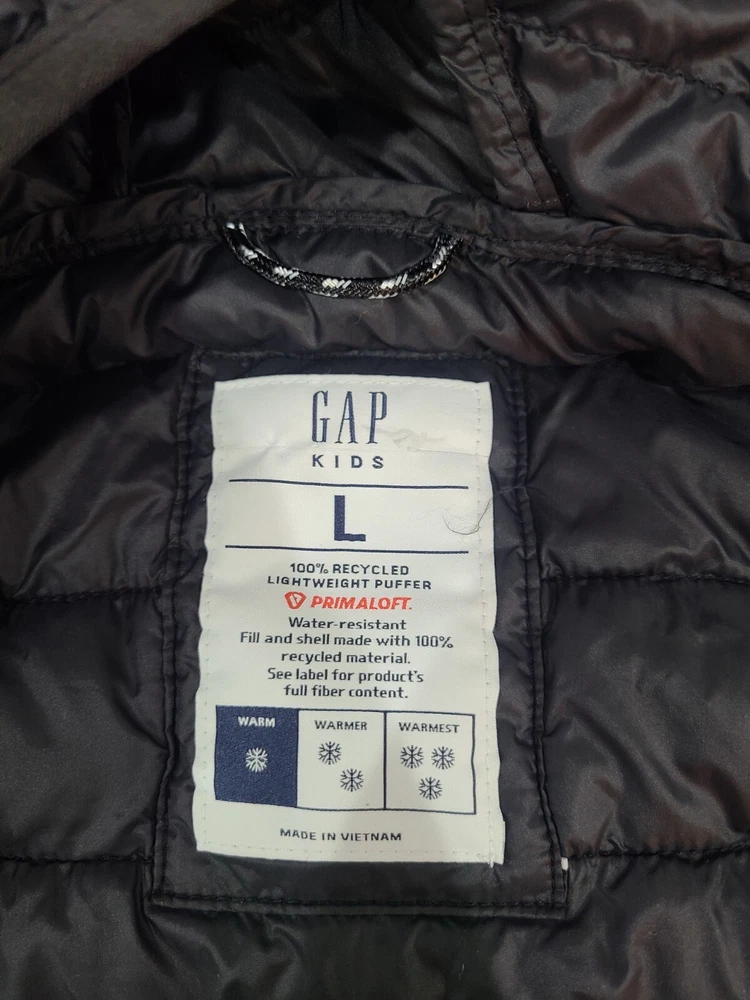 GAP
KIDS
L
100% RECYCLED
LIGHTWEIGHT PUFFER
PRIMALOFT.
Water-resistant
Fill and shell made with 100%
recycled material.
See label for product's
full fiber content.
WARM WARMER WARMEST
MADE IN VIETNAM